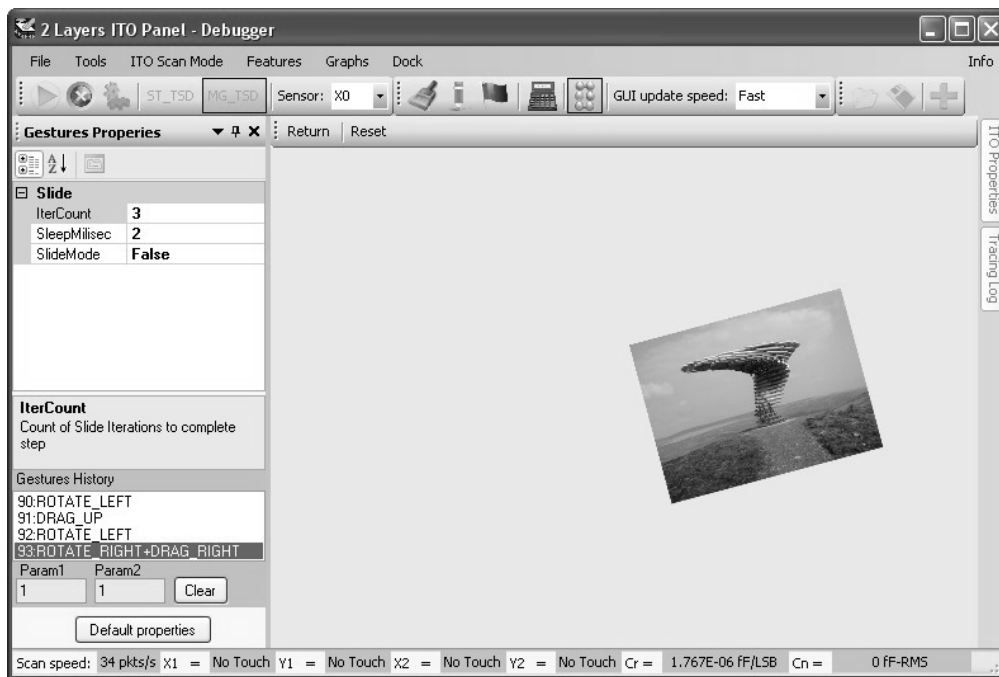 2 Layers ITO Panel - Debugger
File Tools ITO Scan Mode Features Graphs Dock Info
ST_TSD MG_TSD Sensor: X0 GUI update speed: Fast
Gestures Properies
Return Reset
Slide
IterCount 3
SleepMilisec 2
SlideMode False
ITO Properties
Tracing Log
IterCount
Count of Slide Iterations to complete
step
Gestures History
90:ROTATE_LEFT
91:DRAG_UP
92:ROTATE_LEFT
93:ROTATE_RIGHT+DRAG_RIGHT
Param1 Param2
1 1 Clear
Default properties
Scan speed: 34 pkts/s X1 = No Touch Y1 = No Touch X2 = No Touch Y2 = No Touch Cr = 1.767E-06 fF/LSB Cn = 0 fF-RMS